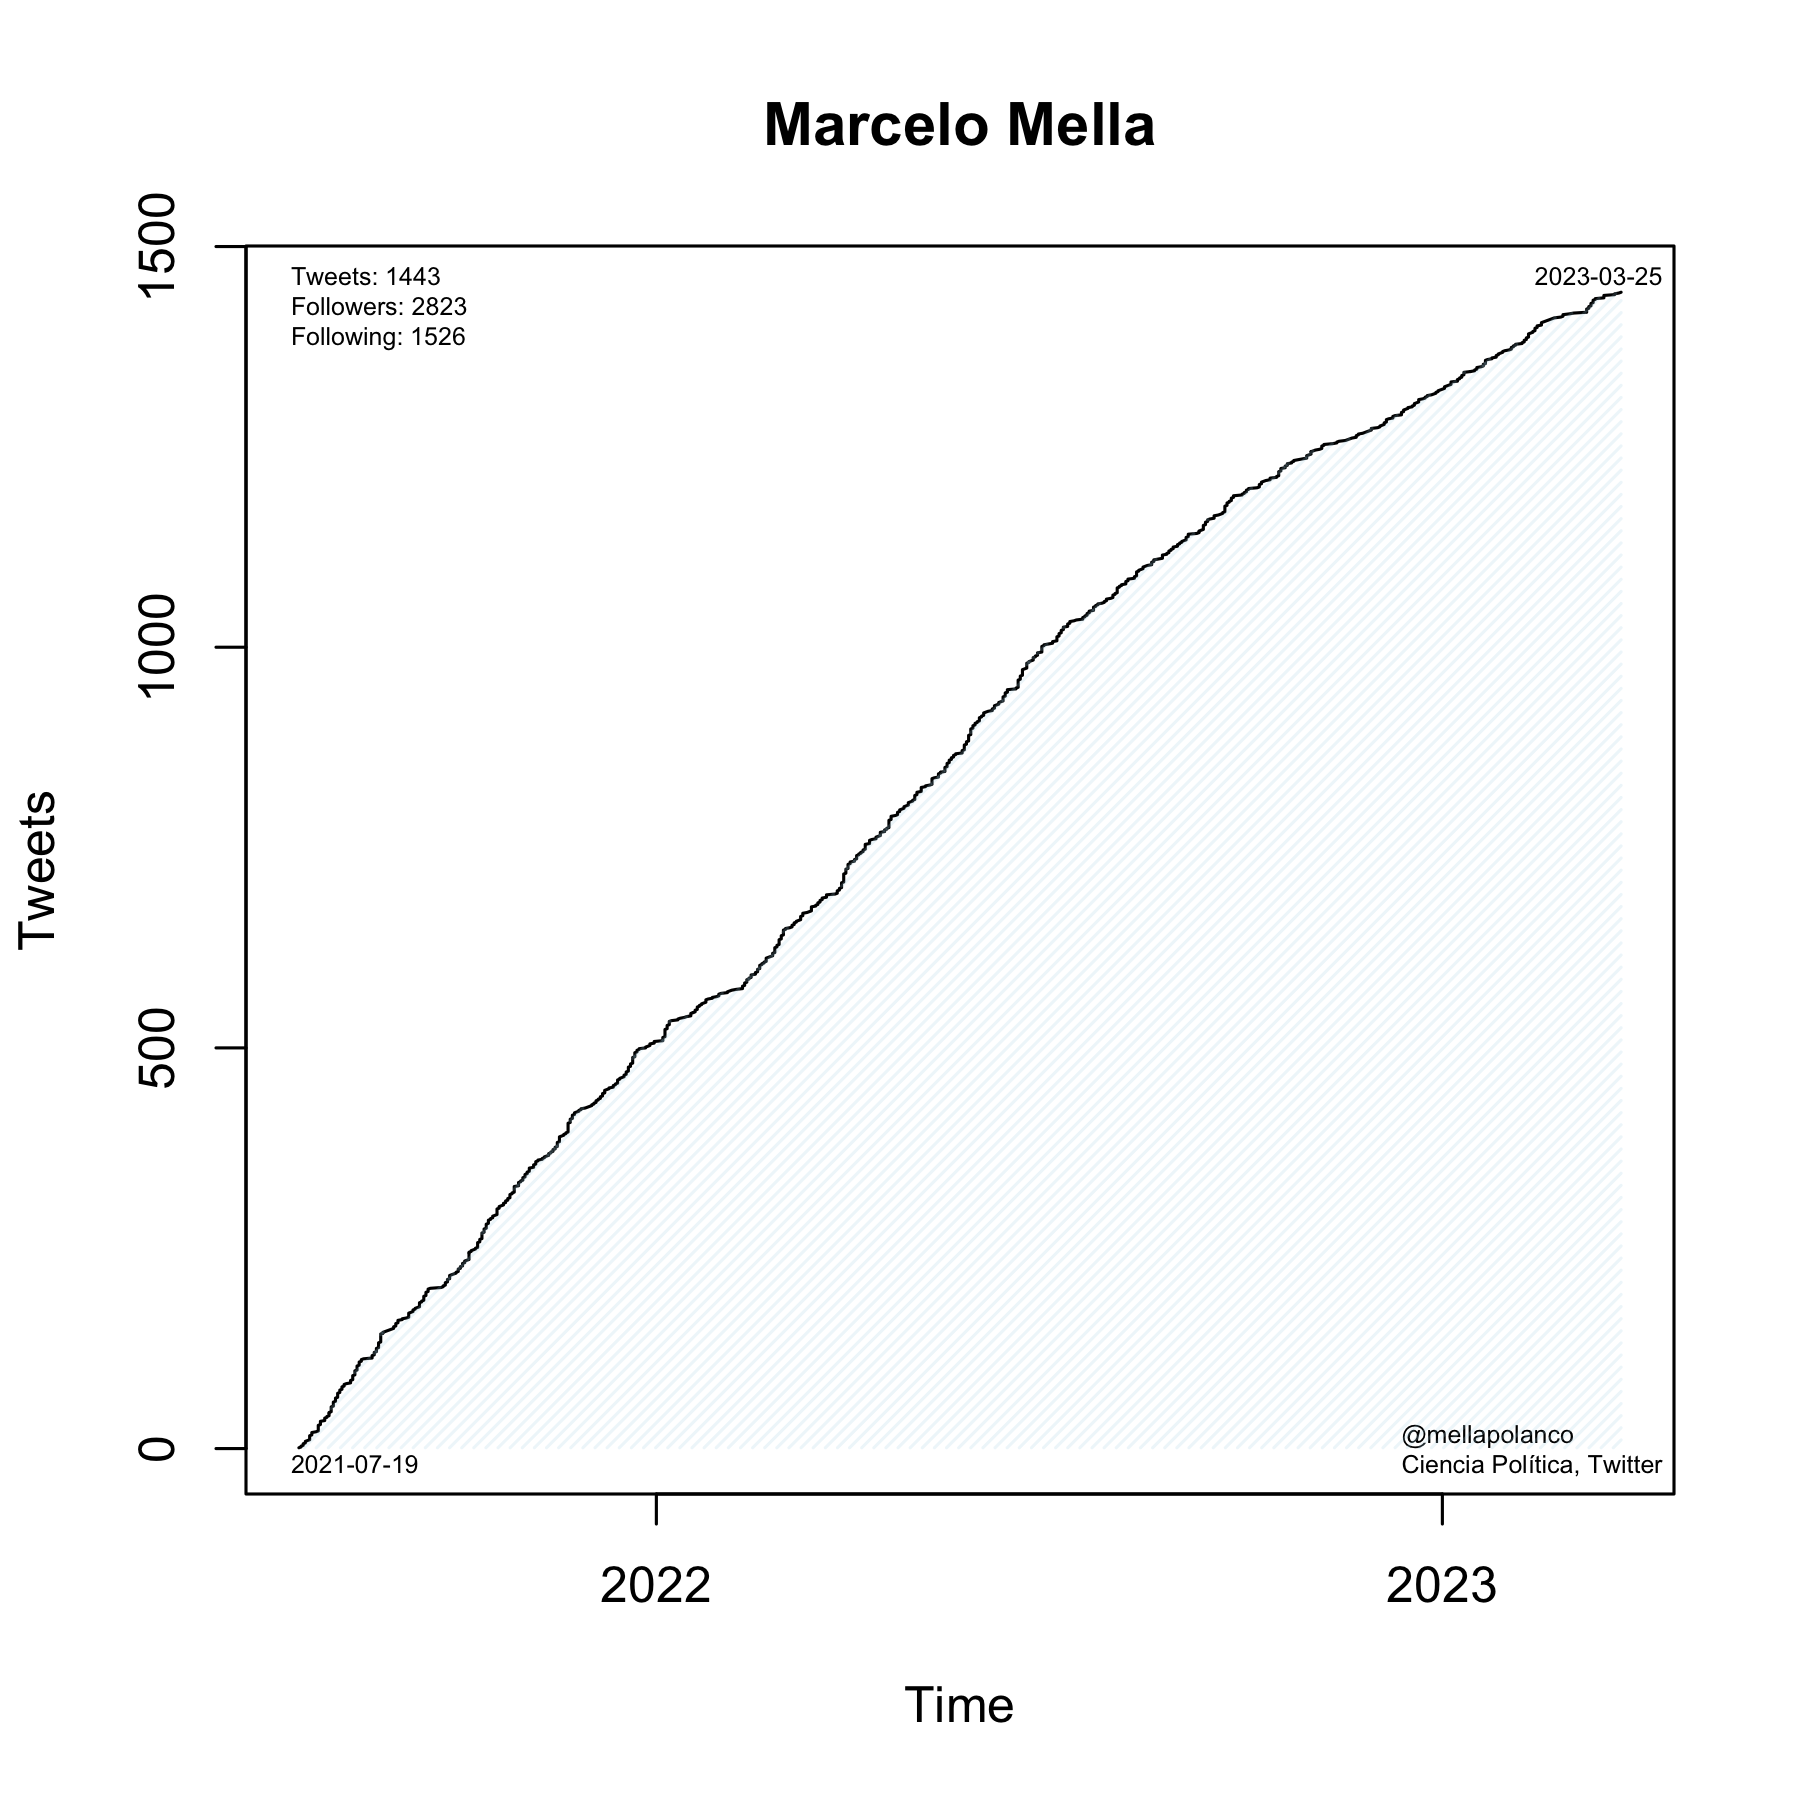 Marcelo Mella
1500
1000
500
0
Tweets
Tweets: 1443
Followers: 2823
Following: 1526
2023-03-25
2021-07-19
@mellapolanco
Ciencia Política, Twitter
2022
2023
Time